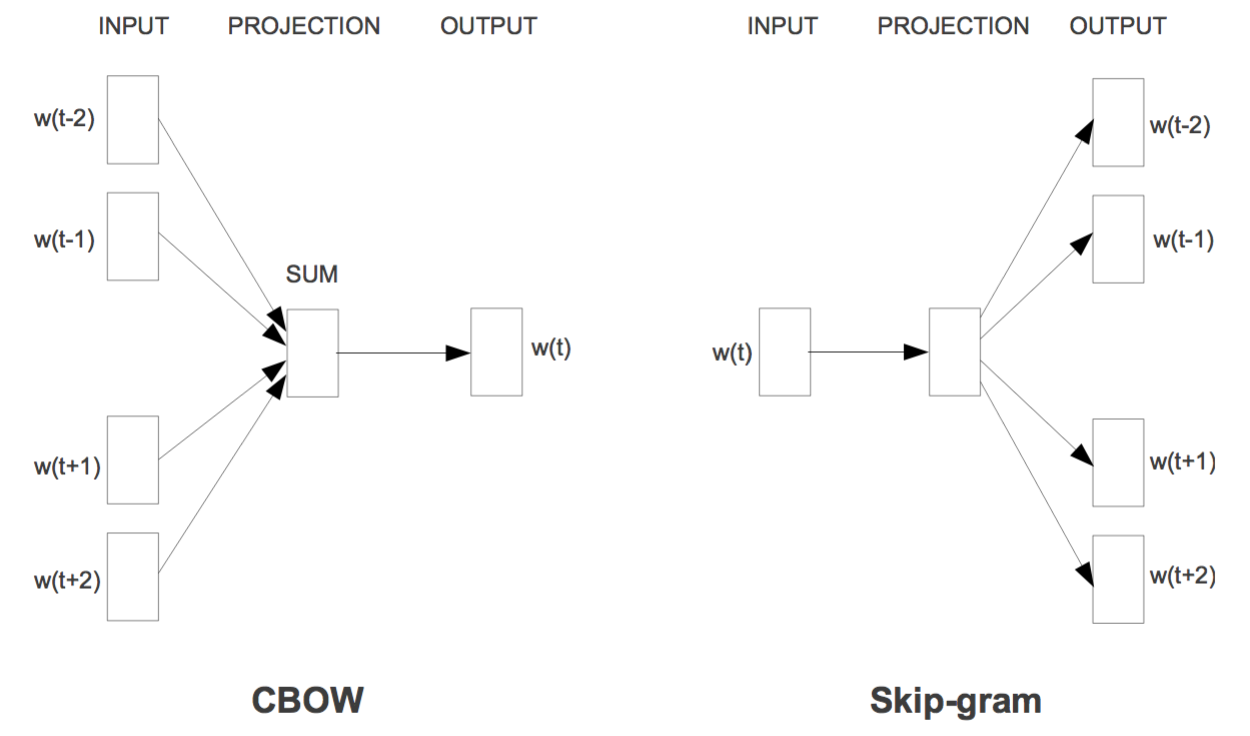 INPUT PROJECTION OUTPUT
w(t-2)
w(t-1)
SUM
w(t)
w(t+1)
w(t+2)
CBOW
INPUT PROJECTION OUTPUT
w(t-2)
w(t-1)
w(t)
w(t+1)
w(t+2)
Skip-gram